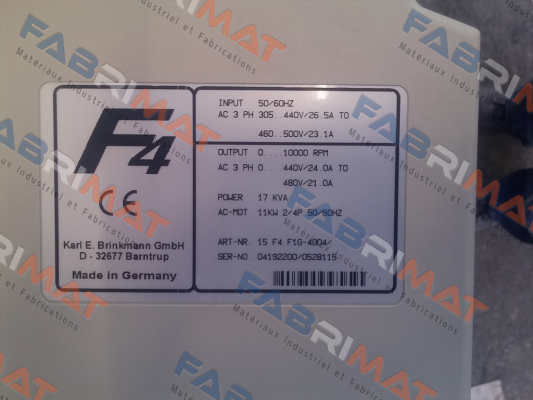 F4
CE
Karl E. Brinkmann GmbH
D - 32677 Barntrup
Made in Germany
INPUT 50/60HZ
AC 3 PH 305...440V/26.5A TO
460...500V/23.1A
OUTPUT 0....10000 RPM
AC 3 PH 0....440V/24.0A TO
480V/21.0A
POWER 17 KVA
AC-MOT 11KW 2/4P 50/60HZ
ART-NR 15 F4 F1G-4004/
SER-NO 04192200/0528115
FABRIMAT
Matériaux Industriel et Fabrications